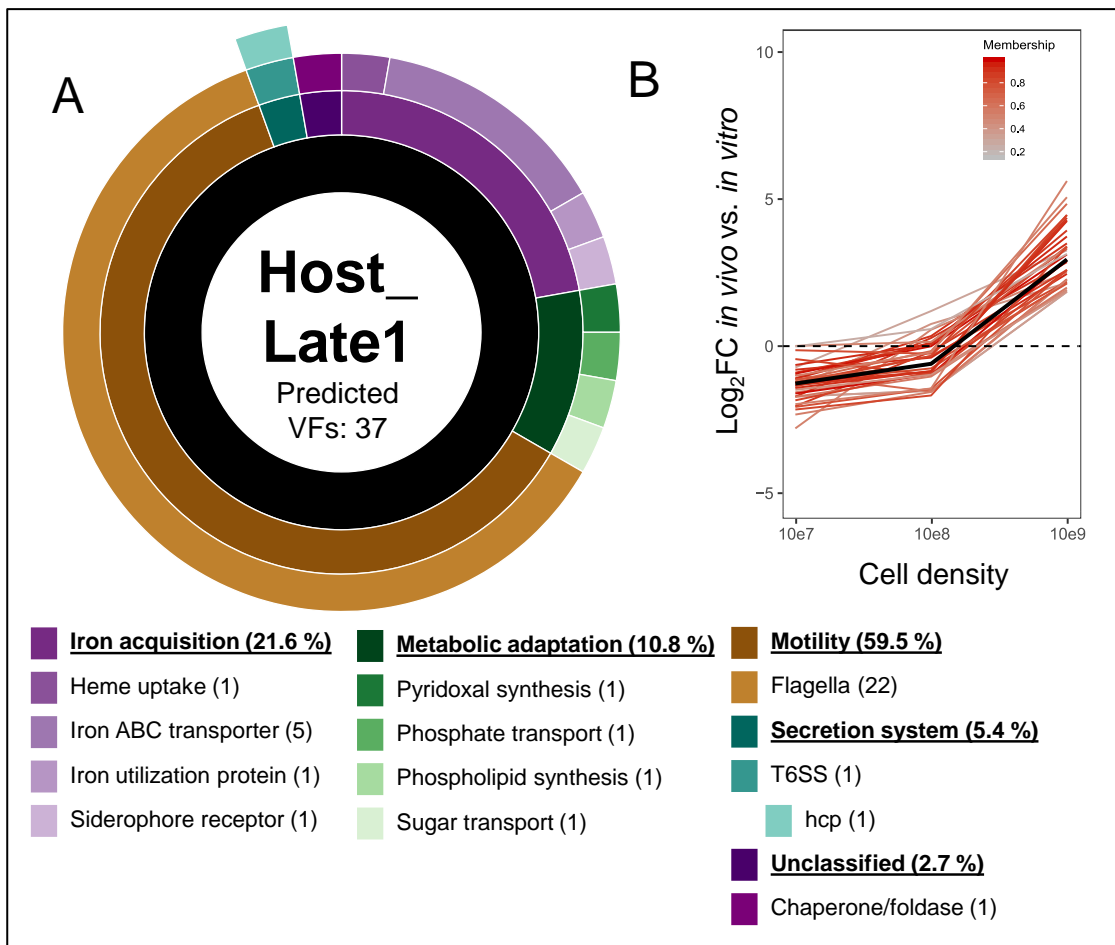 A
Host_
Late1
Predicted
VFs: 37
B
Membership
0.8
0.6
0.4
0.2
10
5
0
−5
Log2FC in vivo vs. in vitro
10e7
10e8
10e9
Cell density
Iron acquisition (21.6 %)
Heme uptake (1)
Iron ABC transporter (5)
Iron utilization protein (1)
Siderophore receptor (1)
Metabolic adaptation (10.8 %)
Pyridoxal synthesis (1)
Phosphate transport (1)
Phospholipid synthesis (1)
Sugar transport (1)
Motility (59.5 %)
Flagella (22)
Secretion system (5.4 %)
T6SS (1)
hcp (1)
Unclassified (2.7 %)
Chaperone/foldase (1)